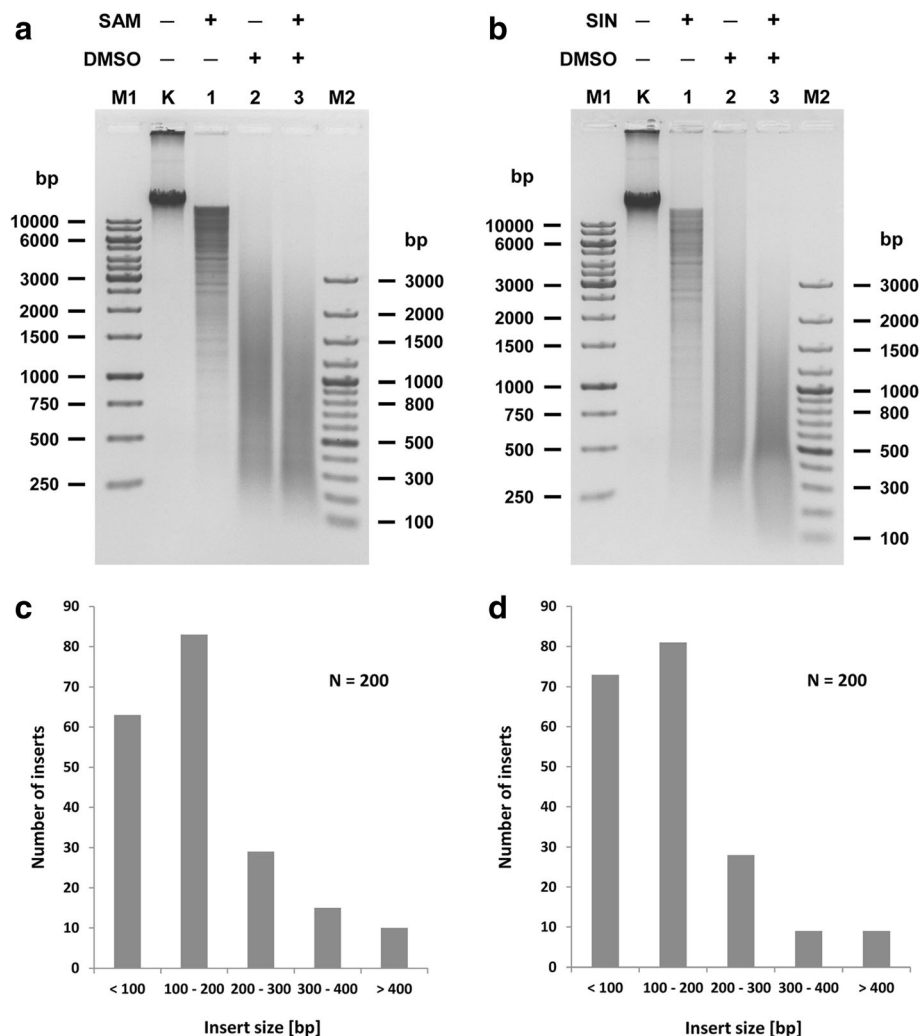 a
SAM – + +
DMSO – – + +
M1 K 1 2 3 M2
bp
10000
6000
3000
2000
1500
1000
750
500
250
bp
3000
2000
1500
1000
800
500
300
100
b
SIN – + +
DMSO – – + +
M1 K 1 2 3 M2
bp
10000
6000
3000
2000
1500
1000
750
500
250
bp
3000
2000
1500
1000
800
500
300
100
c
Number of inserts
90
80
70
60
50
40
30
20
10
0
N = 200
< 100 100 - 200 200 - 300 300 - 400 > 400
Insert size [bp]
d
Number of inserts
90
80
70
60
50
40
30
20
10
0
N = 200
< 100 100 - 200 200 - 300 300 - 400 > 400
Insert size [bp]